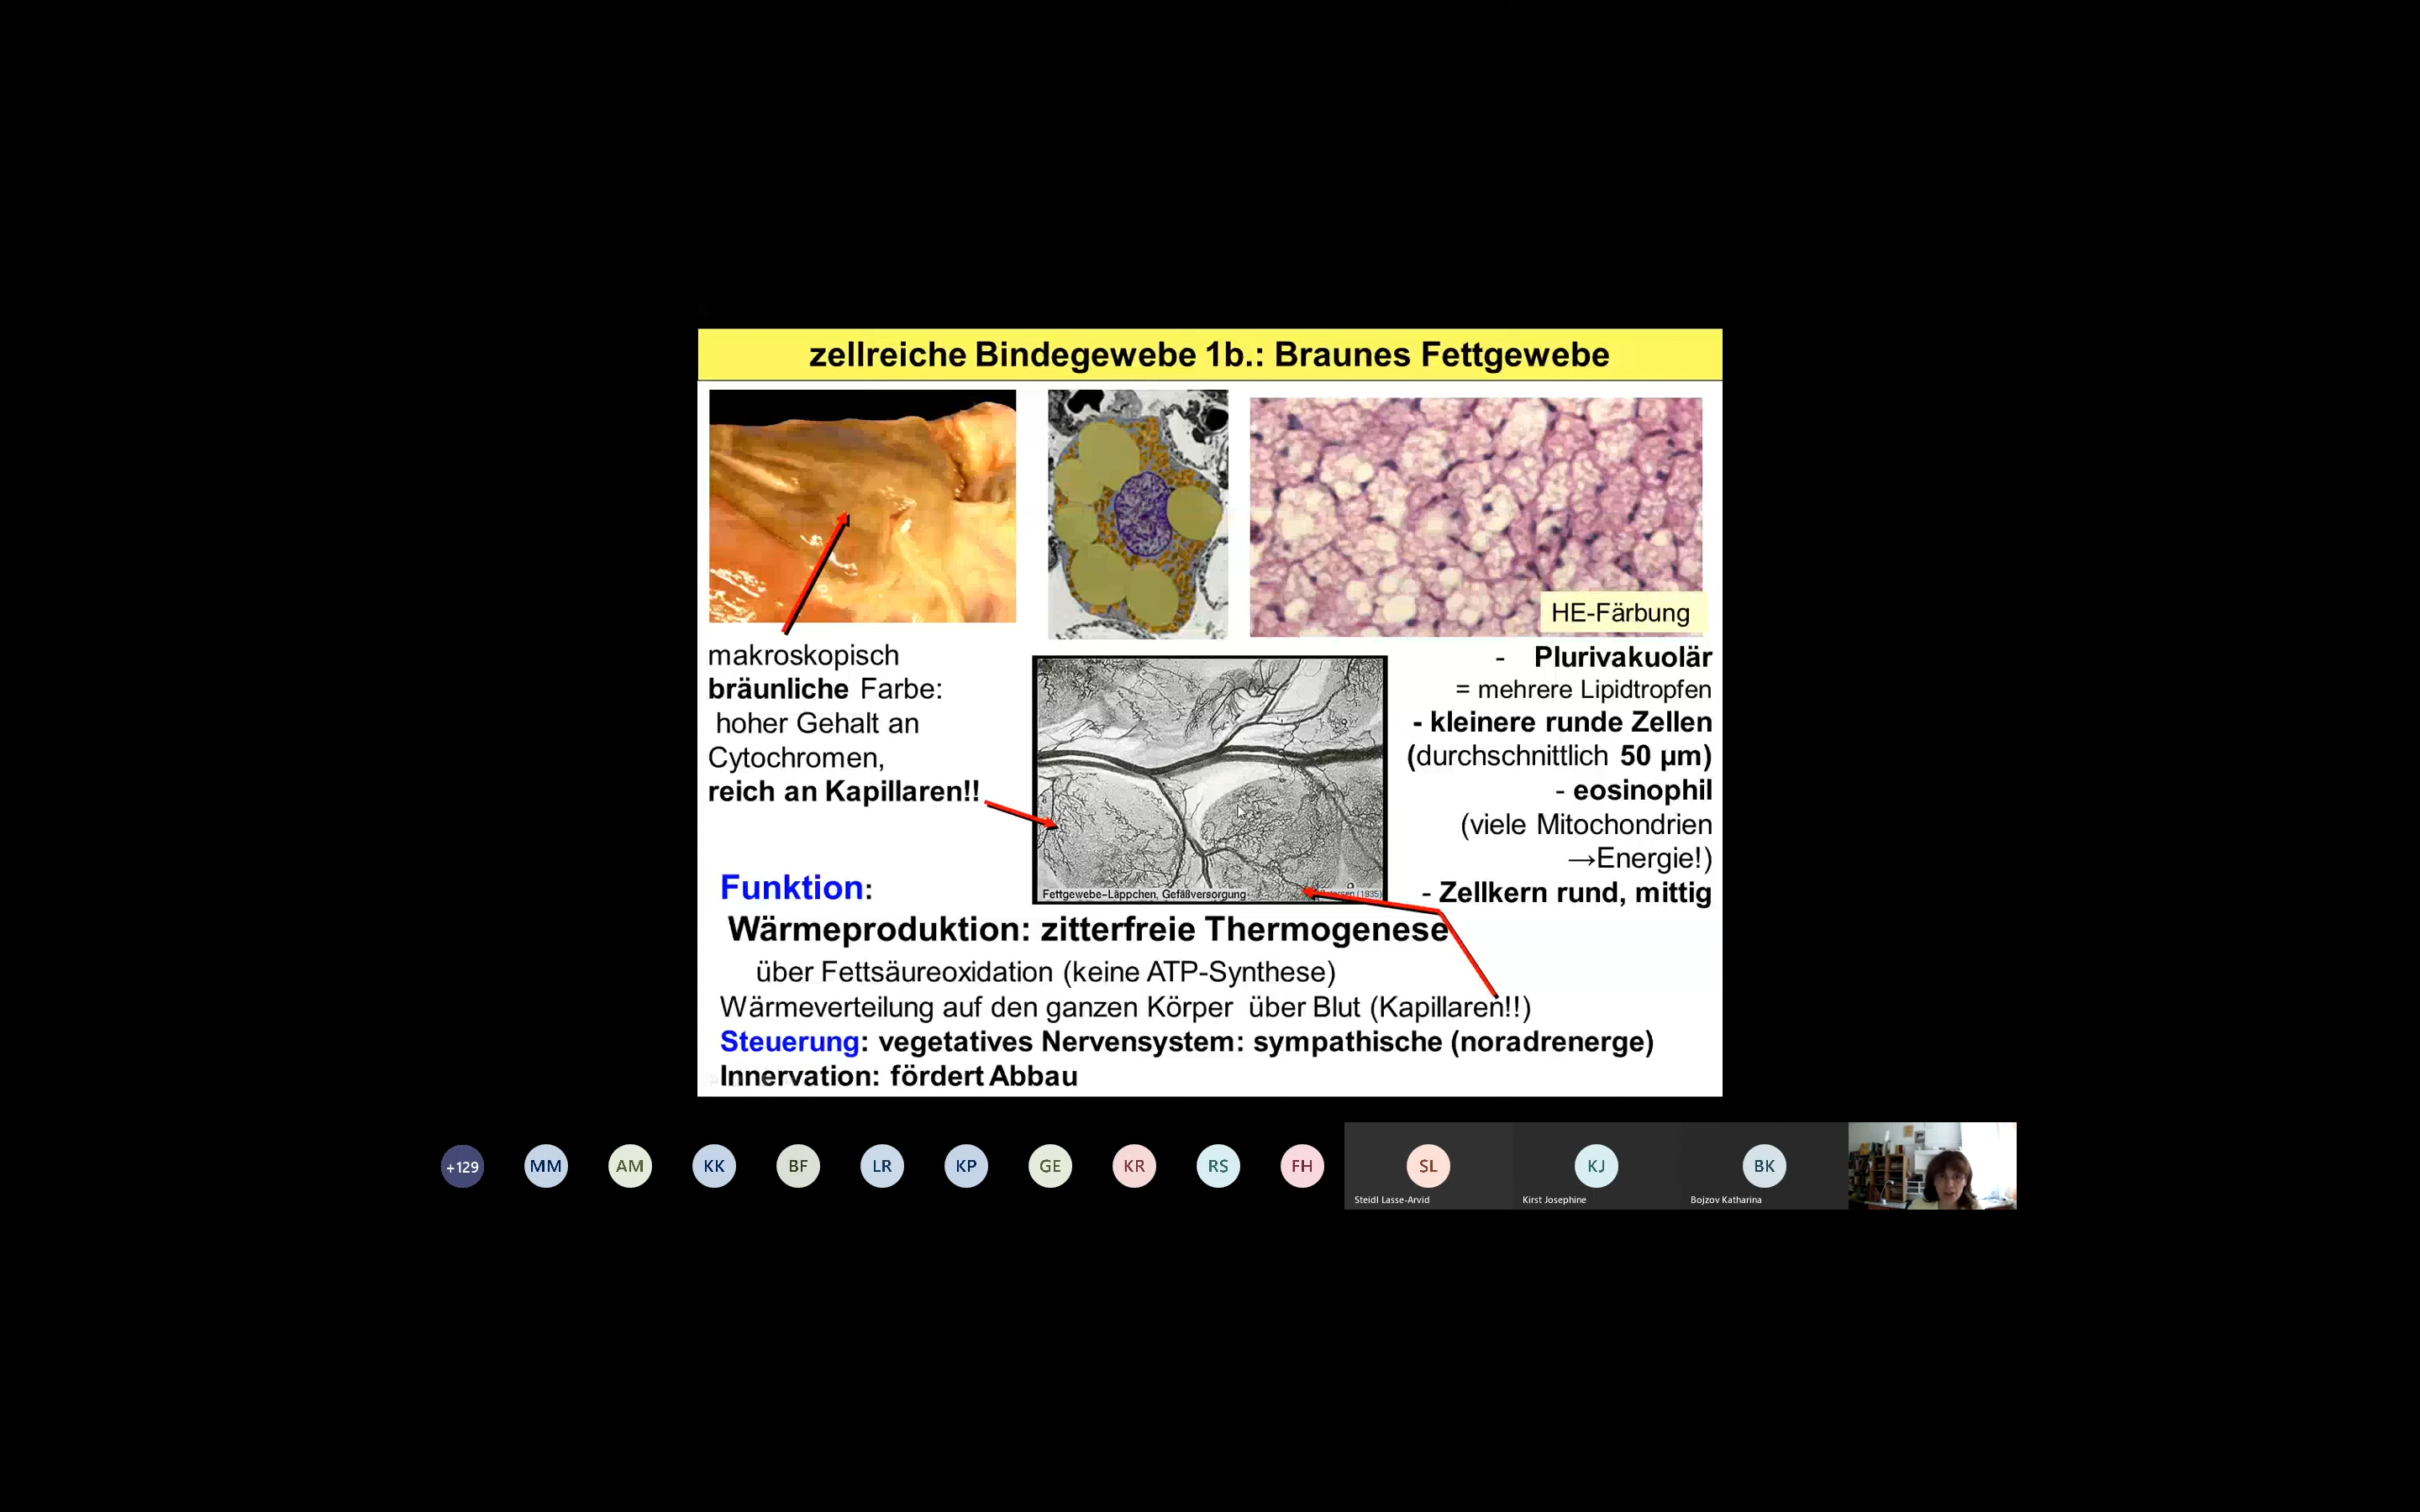 zellreiche Bindegewebe 1b.: Braunes Fettgewebe
HE-Färbung
makroskopisch
bräunliche Farbe:
hoher Gehalt an
Cytochromen,
reich an Kapillaren!!
Fettgewebe-Läppchen, Gefäßversorgung
(1935)
- Plurivakuolär
= mehrere Lipidtropfen
- kleinere runde Zellen
(durchschnittlich 50 µm)
- eosinophil
(viele Mitochondrien
→Energie!)
- Zellkern rund, mittig
Funktion:
Wärmeproduktion: zitterfreie Thermogenese
über Fettsäureoxidation (keine ATP-Synthese)
Wärmeverteilung auf den ganzen Körper über Blut (Kapillaren!!)
Steuerung: vegetatives Nervensystem: sympathische (noradrenerge)
Innervation: fördert Abbau
+129
MM
AM
KK
BF
LR
KP
GE
KR
RS
FH
SL
KJ
BK
Steidl Lasse-Arvid
Kirst Josephine
Bojzov Katharina